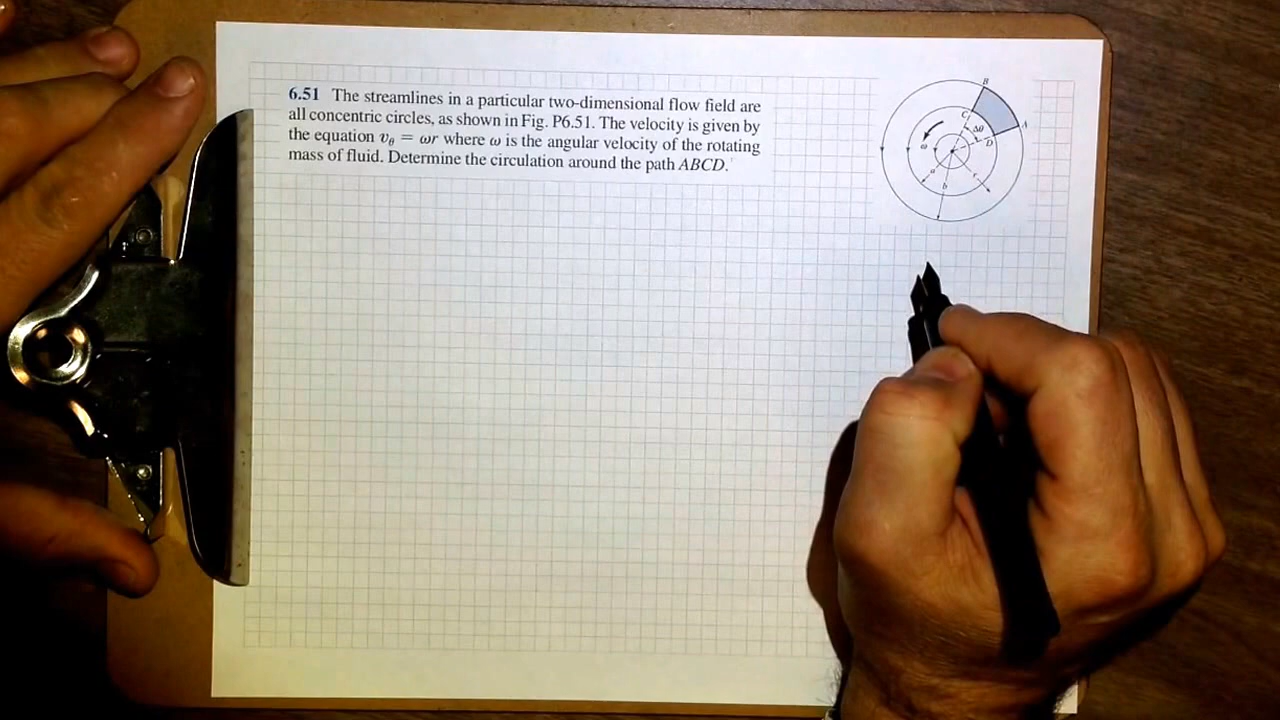 6.51 The streamlines in a particular two-dimensional flow field are
all concentric circles, as shown in Fig. P6.51. The velocity is given by
the equation vθ = ωr where ω is the angular velocity of the rotating
mass of fluid. Determine the circulation around the path ABCD.
B
C
A
Δθ
D
ω
a
r
b